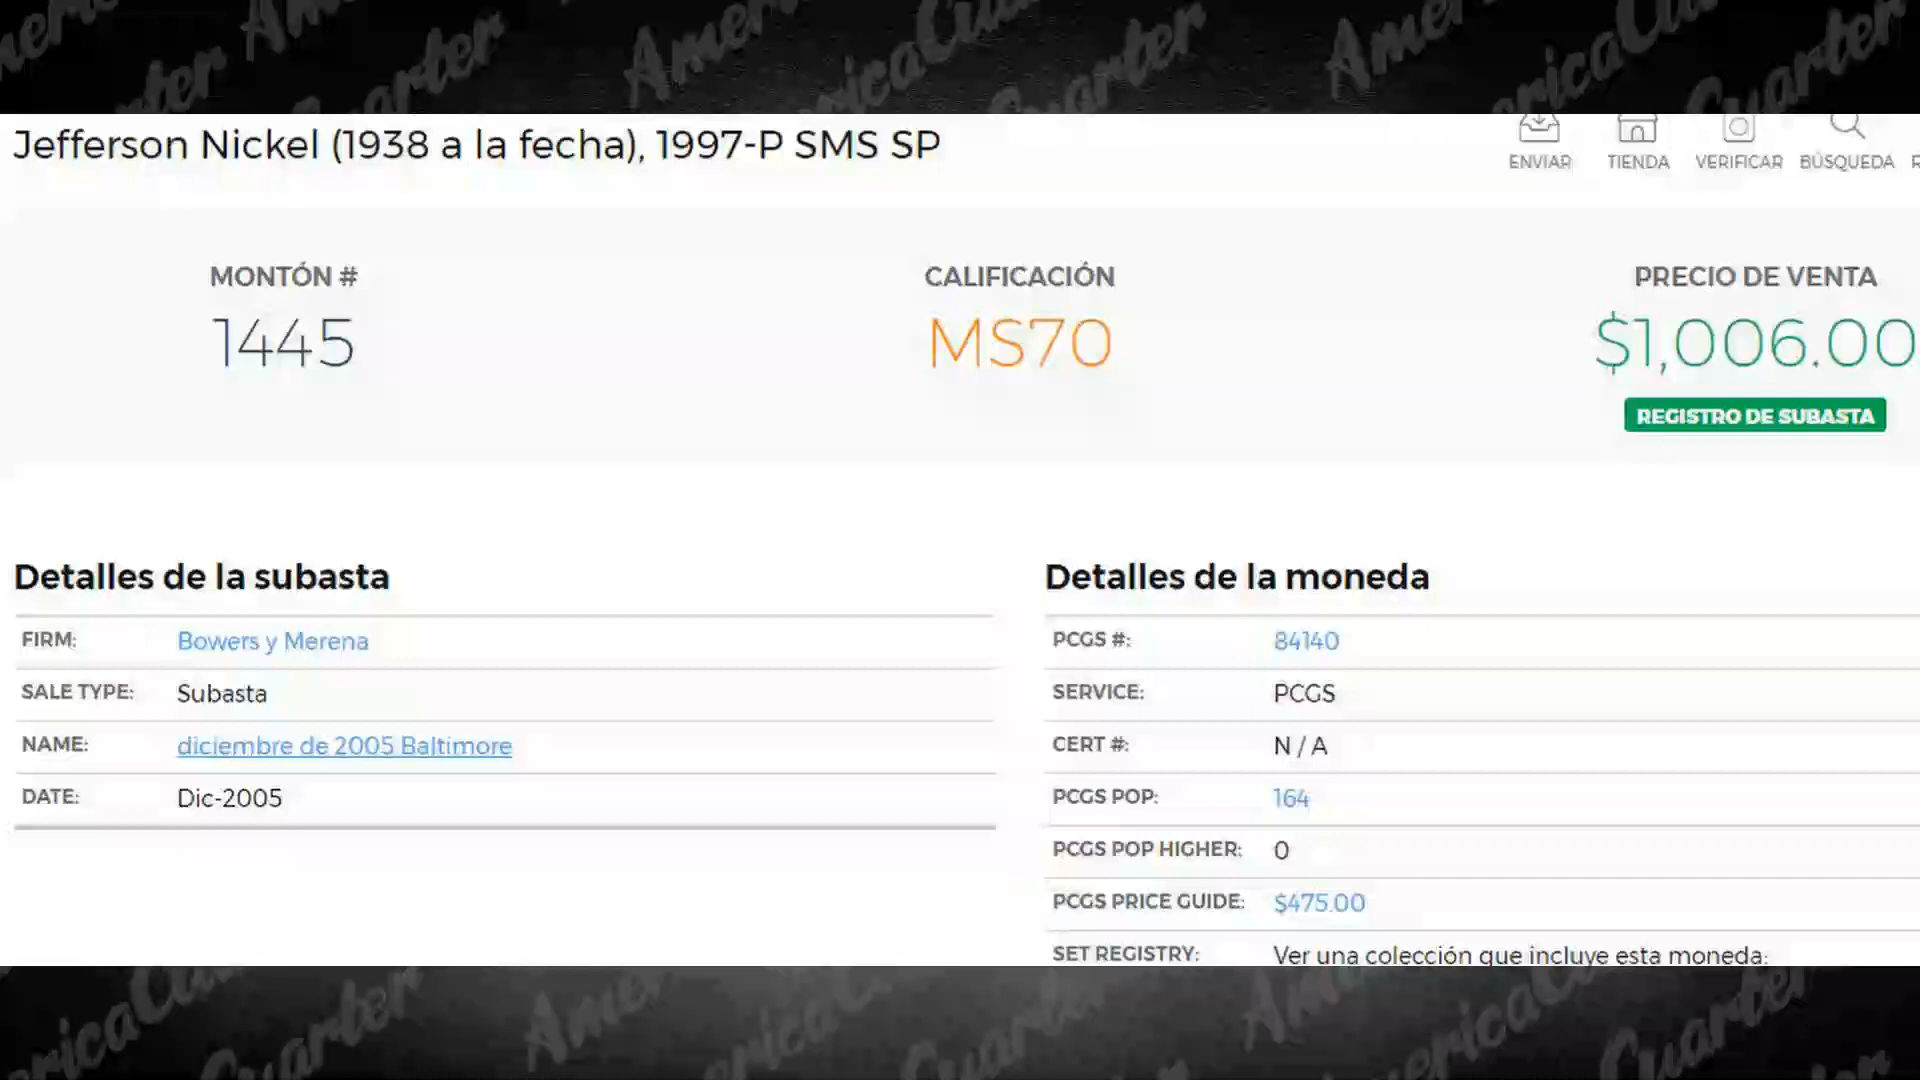 Jefferson Nickel (1938 a la fecha), 1997-P SMS SP
ENVIAR TIENDA VERIFICAR BÚSQUEDA
MONTÓN # CALIFICACIÓN PRECIO DE VENTA
1445 MS70 $1,006.00
REGISTRO DE SUBASTA
Detalles de la subasta
FIRM: Bowers y Merena
SALE TYPE: Subasta
NAME: diciembre de 2005 Baltimore
DATE: Dic-2005
Detalles de la moneda
PCGS #: 84140
SERVICE: PCGS
CERT #: N / A
PCGS POP: 164
PCGS POP HIGHER: 0
PCGS PRICE GUIDE: $475.00
SET REGISTRY: Ver una colección que incluye esta moneda: